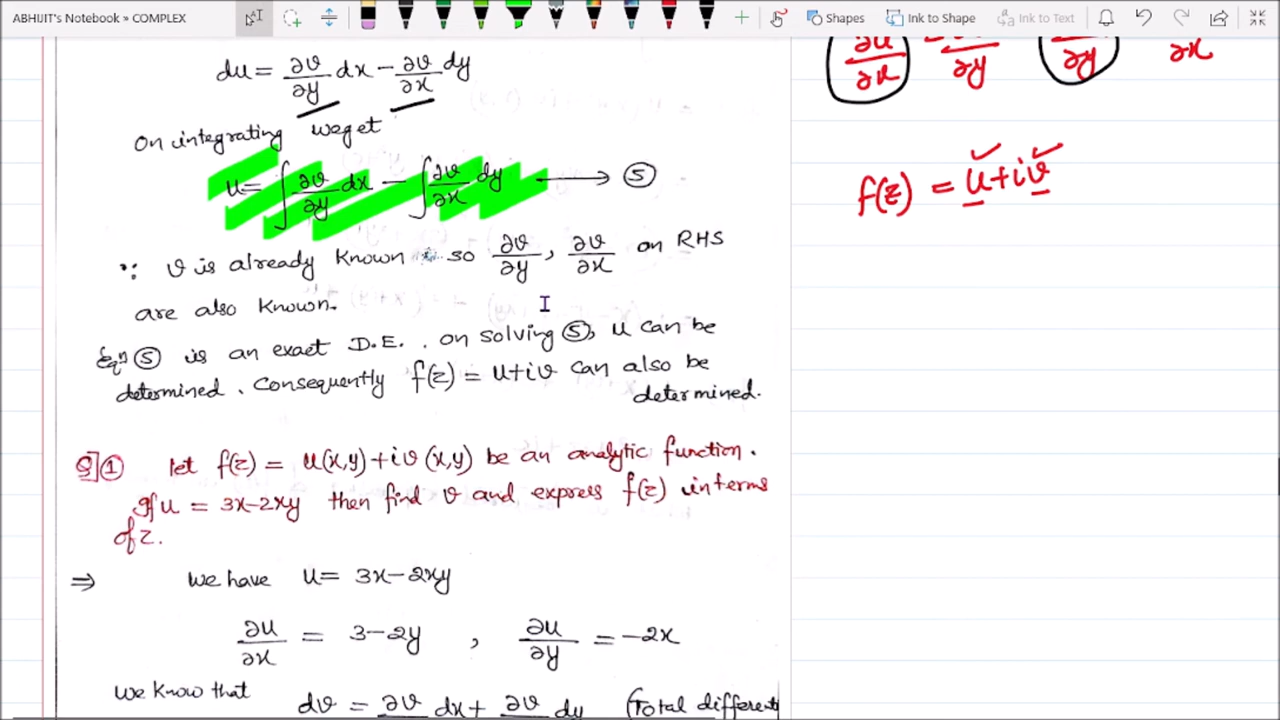 ABHIJIT's Notebook » COMPLEX
Shapes
Ink to Shape
Ink to Text
du = ∂v/∂y dx − ∂v/∂x dy
On integrating we get
u = ∫ ∂v/∂y dx − ∫ ∂v/∂x dy ⟶ ⑤
∵ v is already known so ∂v/∂y, ∂v/∂x on RHS
are also known.
Eqⁿ ⑤ is an exact D.E. . on solving ⑤, u can be
determined. Consequently f(z) = u+iv can also be
determined.
Q]① let f(z) = u(x,y)+iv(x,y) be an analytic function.
If u = 3x−2xy then find v and express f(z) in terms
of z.
⇒ We have u = 3x−2xy
∂u/∂x = 3−2y , ∂u/∂y = −2x
We know that
dv = ∂v dx + ∂v dy (Total different
∂u/∂x ∂v/∂y ∂u/∂y ∂x
f(z) = u+iv